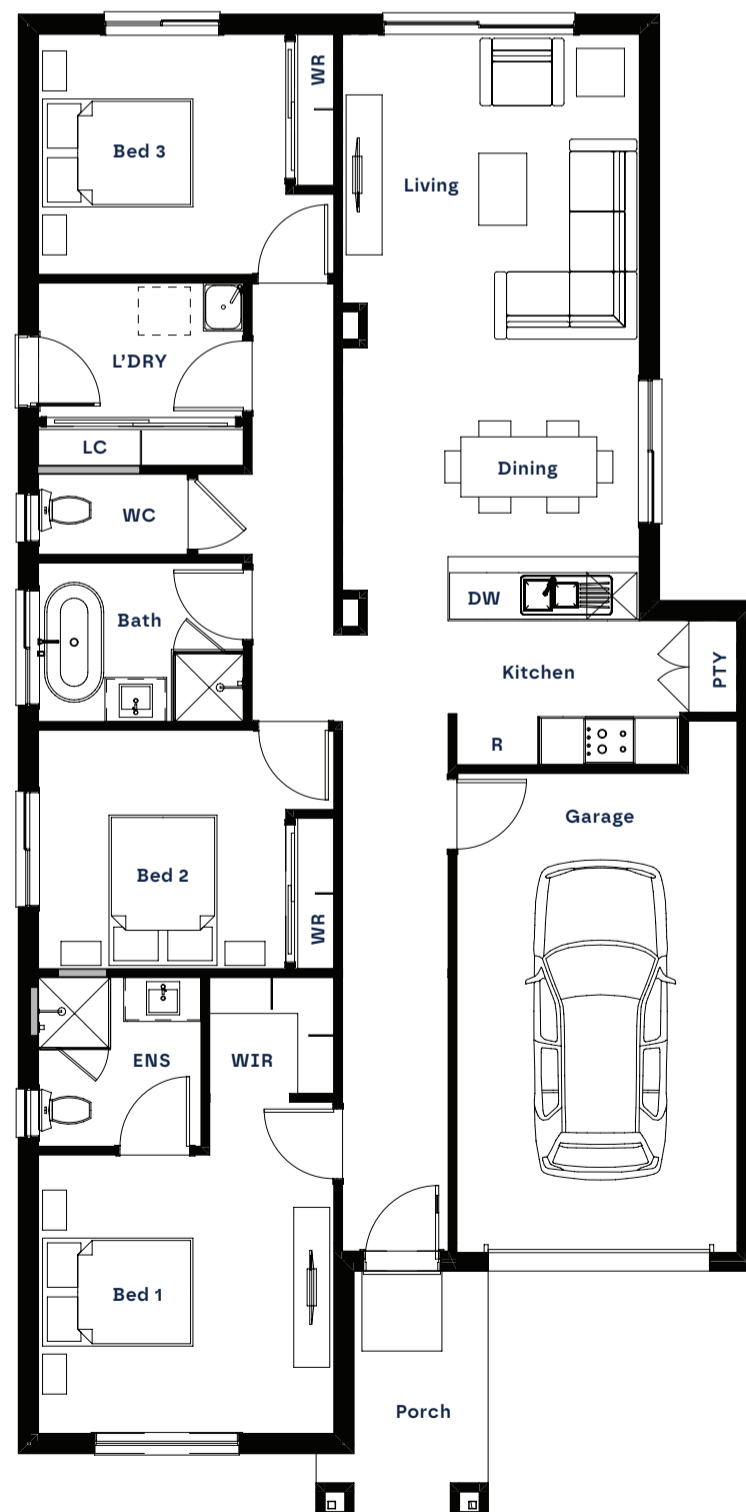 WR
Bed 3
Living
L'DRY
LC
Dining
WC
DW
Bath
Kitchen
PTY
R
Garage
Bed 2
WR
ENS
WIR
Bed 1
Porch